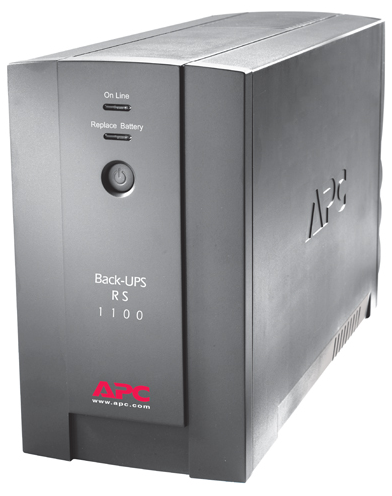 On Line
Replace Battery
Back-UPS
RS
1100
APC
www.apc.com
APC